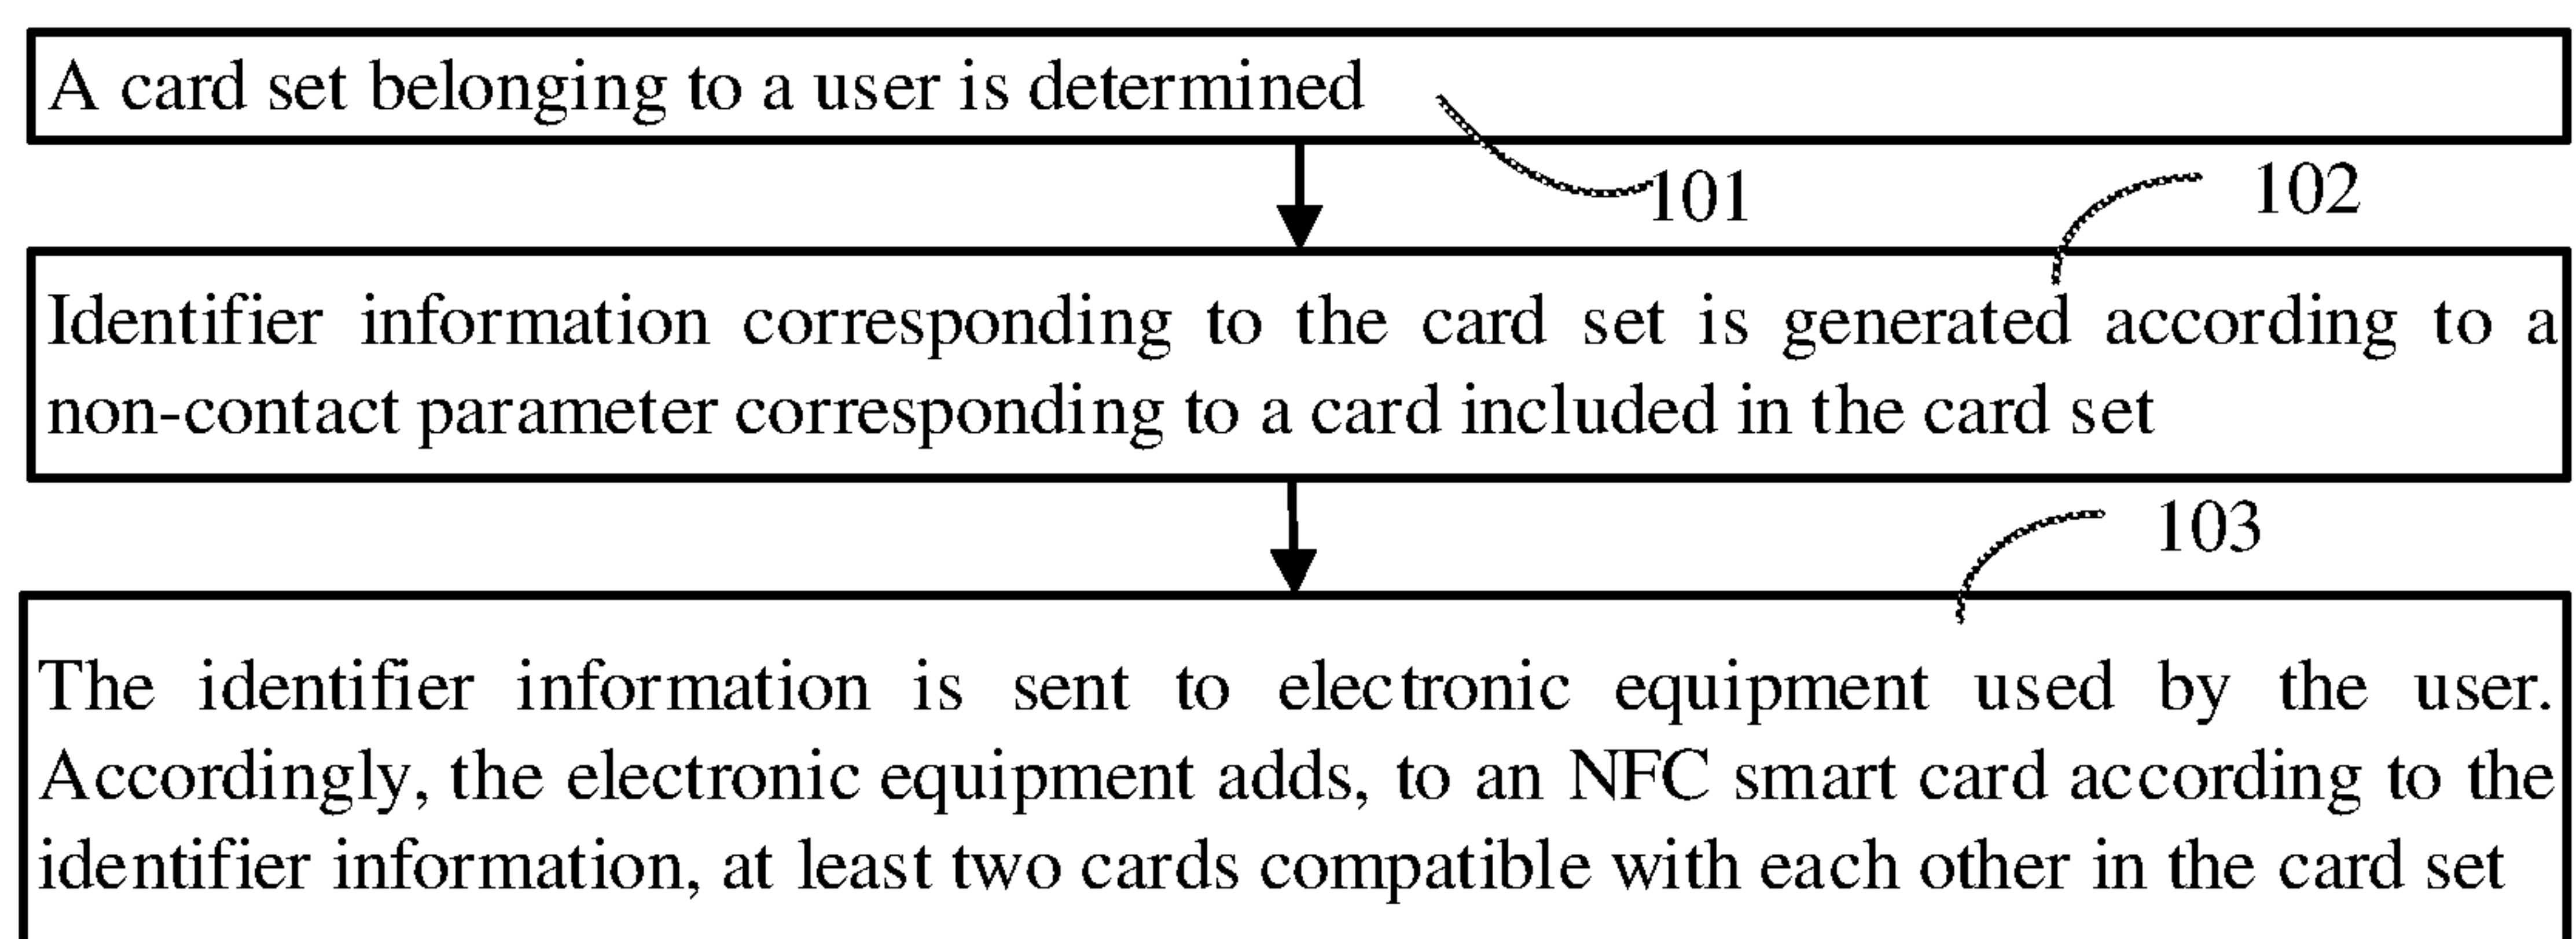 A card set belonging to a user is determined
101
102
Identifier information corresponding to the card set is generated according to a
non-contact parameter corresponding to a card included in the card set
103
The identifier information is sent to electronic equipment used by the user.
Accordingly, the electronic equipment adds, to an NFC smart card according to the
identifier information, at least two cards compatible with each other in the card set